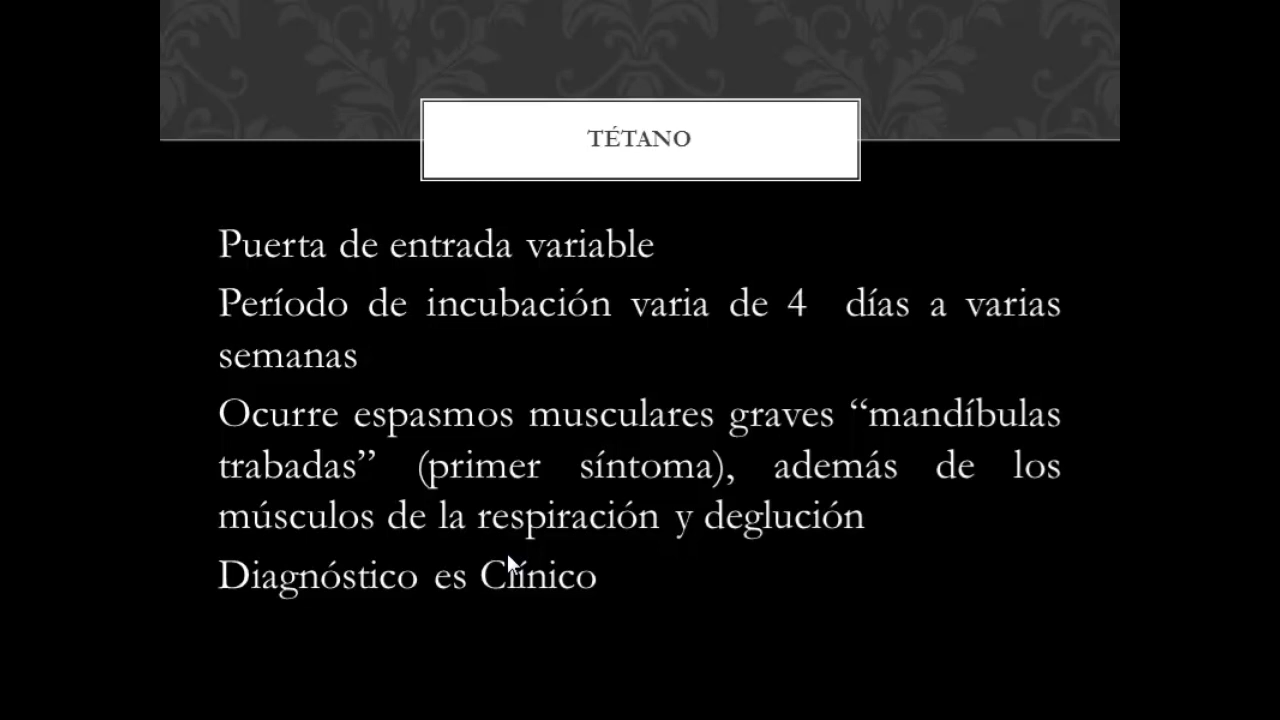 TÉTANO
Puerta de entrada variable
Período de incubación varia de 4 días a varias
semanas
Ocurre espasmos musculares graves “mandíbulas
trabadas” (primer síntoma), además de los
músculos de la respiración y deglución
Diagnóstico es Clínico